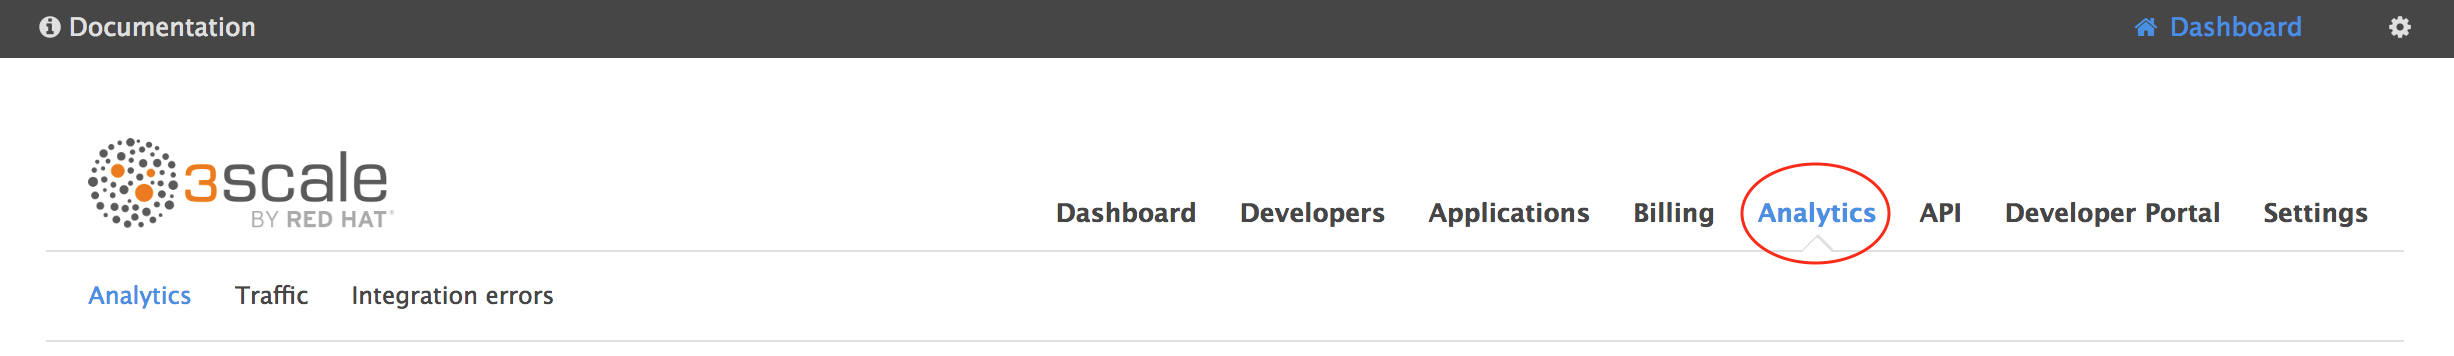 Documentation Dashboard
3scale
BY RED HAT®
Dashboard Developers Applications Billing Analytics API Developer Portal Settings
Analytics Traffic Integration errors